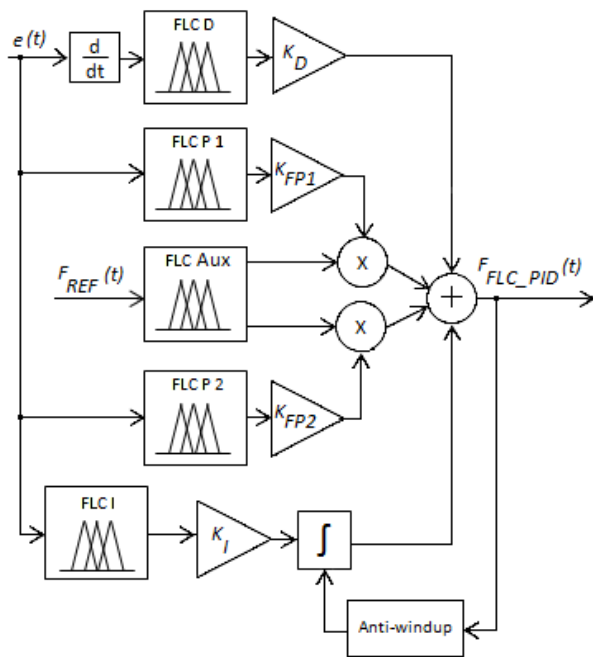 e(t)
d
dt
FLC D
K_D
FLC P 1
K_FP1
X
F_REF (t)
FLC Aux
X
+
F_FLC_PID (t)
FLC P 2
K_FP2
FLC I
K_I
∫
Anti-windup